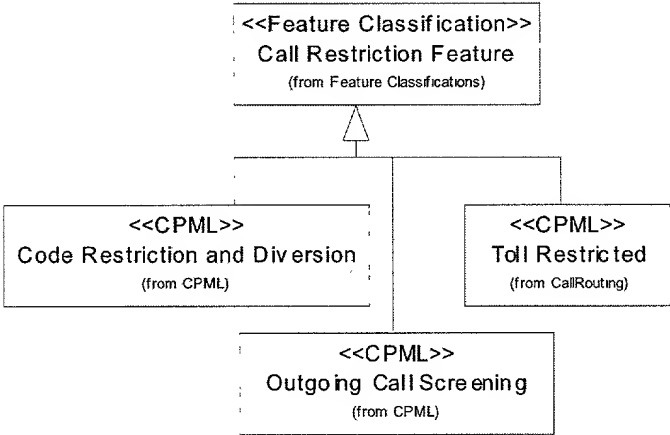 <<Feature Classification>>
Call Restriction Feature
(from Feature Classifications)
<<CPML>>
Code Restriction and Diversion
(from CPML)
<<CPML>>
Toll Restricted
(from CallRouting)
<<CPML>>
Outgoing Call Screening
(from CPML)